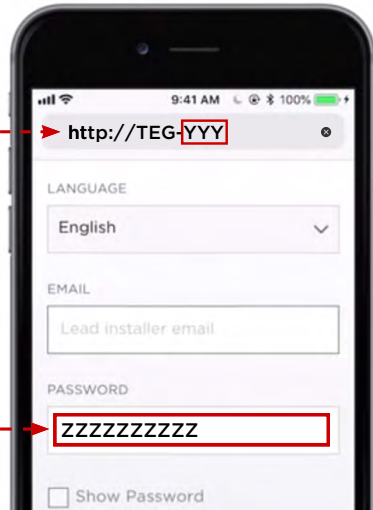 9:41 AM 100%
http://TEG-YYY
LANGUAGE
English
EMAIL
Lead installer email
PASSWORD
ZZZZZZZZZZ
Show Password